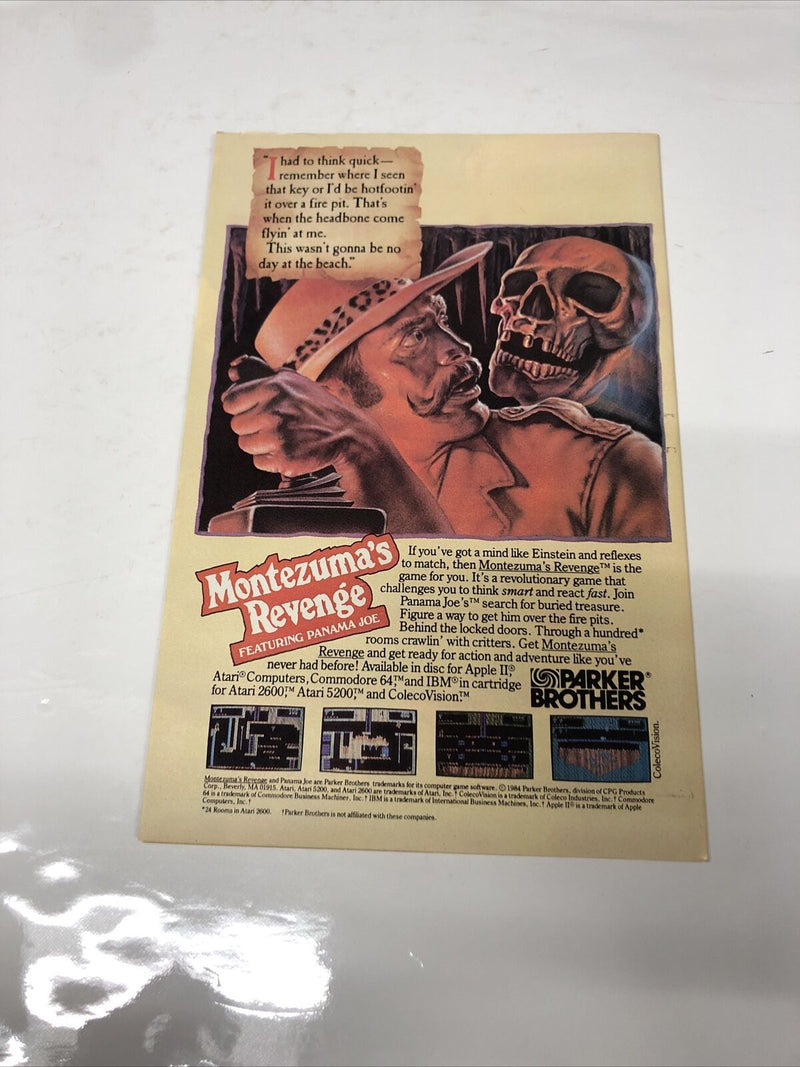 "I had to think quick—
remember where I seen
that key or I'd be hotfootin'
it over a fire pit. That's
when the headbone come
flyin' at me.
This wasn't gonna be no
day at the beach."
Montezuma's
Revenge
FEATURING PANAMA JOE
If you've got a mind like Einstein and reflexes
to match, then Montezuma's Revenge™ is the
game for you. It's a revolutionary game that
challenges you to think smart and react fast. Join
Panama Joe's™ search for buried treasure.
Figure a way to get him over the fire pits.
Behind the locked doors. Through a hundred*
rooms crawlin' with critters. Get Montezuma's
Revenge and get ready for action and adventure like you've
never had before! Available in disc for Apple II,®
Atari® Computers, Commodore 64,™ and IBM® in cartridge
for Atari 2600,™ Atari 5200,™ and ColecoVision.™
PARKER®
BROTHERS
ColecoVision.
Montezuma's Revenge and Panama Joe are Parker Brothers trademarks for its computer game software. © 1984 Parker Brothers, division of CPG Products
Corp., Beverly, MA 01915. Atari, Atari 5200, and Atari 2600 are trademarks of Atari, Inc.† ColecoVision is a trademark of Coleco Industries, Inc.† Commodore
64 is a trademark of Commodore Business Machines, Inc.† IBM is a trademark of International Business Machines, Inc.† Apple II® is a trademark of Apple
Computers, Inc.†
*24 Rooms in Atari 2600. †Parker Brothers is not affiliated with these companies.